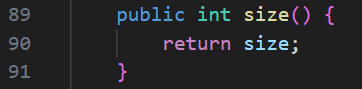 89 public int size() {
90 return size;
91 }